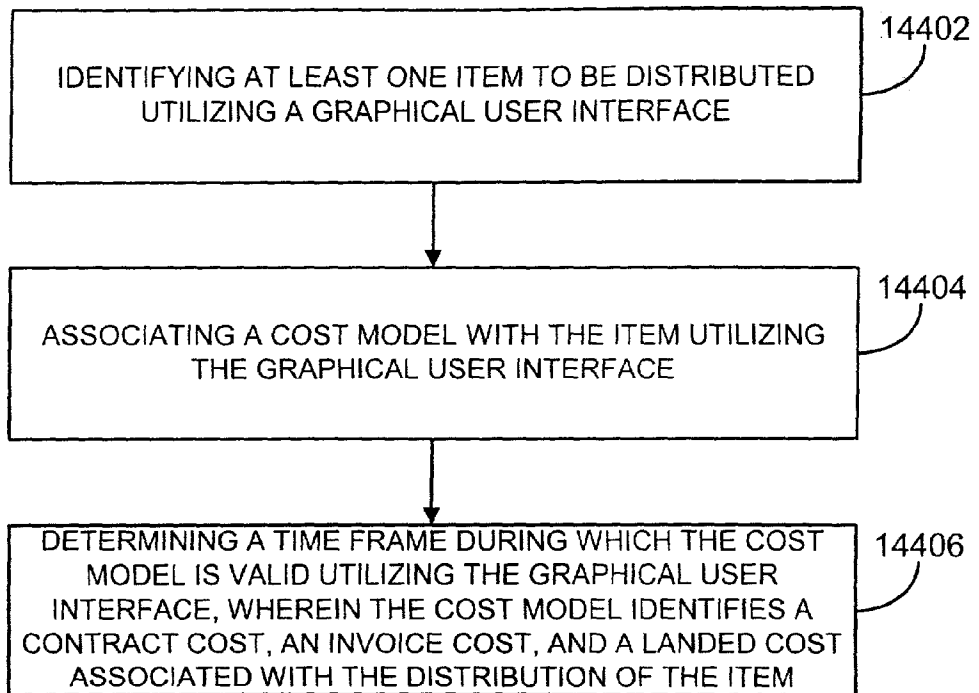 14402
IDENTIFYING AT LEAST ONE ITEM TO BE DISTRIBUTED
UTILIZING A GRAPHICAL USER INTERFACE
14404
ASSOCIATING A COST MODEL WITH THE ITEM UTILIZING
THE GRAPHICAL USER INTERFACE
14406
DETERMINING A TIME FRAME DURING WHICH THE COST
MODEL IS VALID UTILIZING THE GRAPHICAL USER
INTERFACE, WHEREIN THE COST MODEL IDENTIFIES A
CONTRACT COST, AN INVOICE COST, AND A LANDED COST
ASSOCIATED WITH THE DISTRIBUTION OF THE ITEM